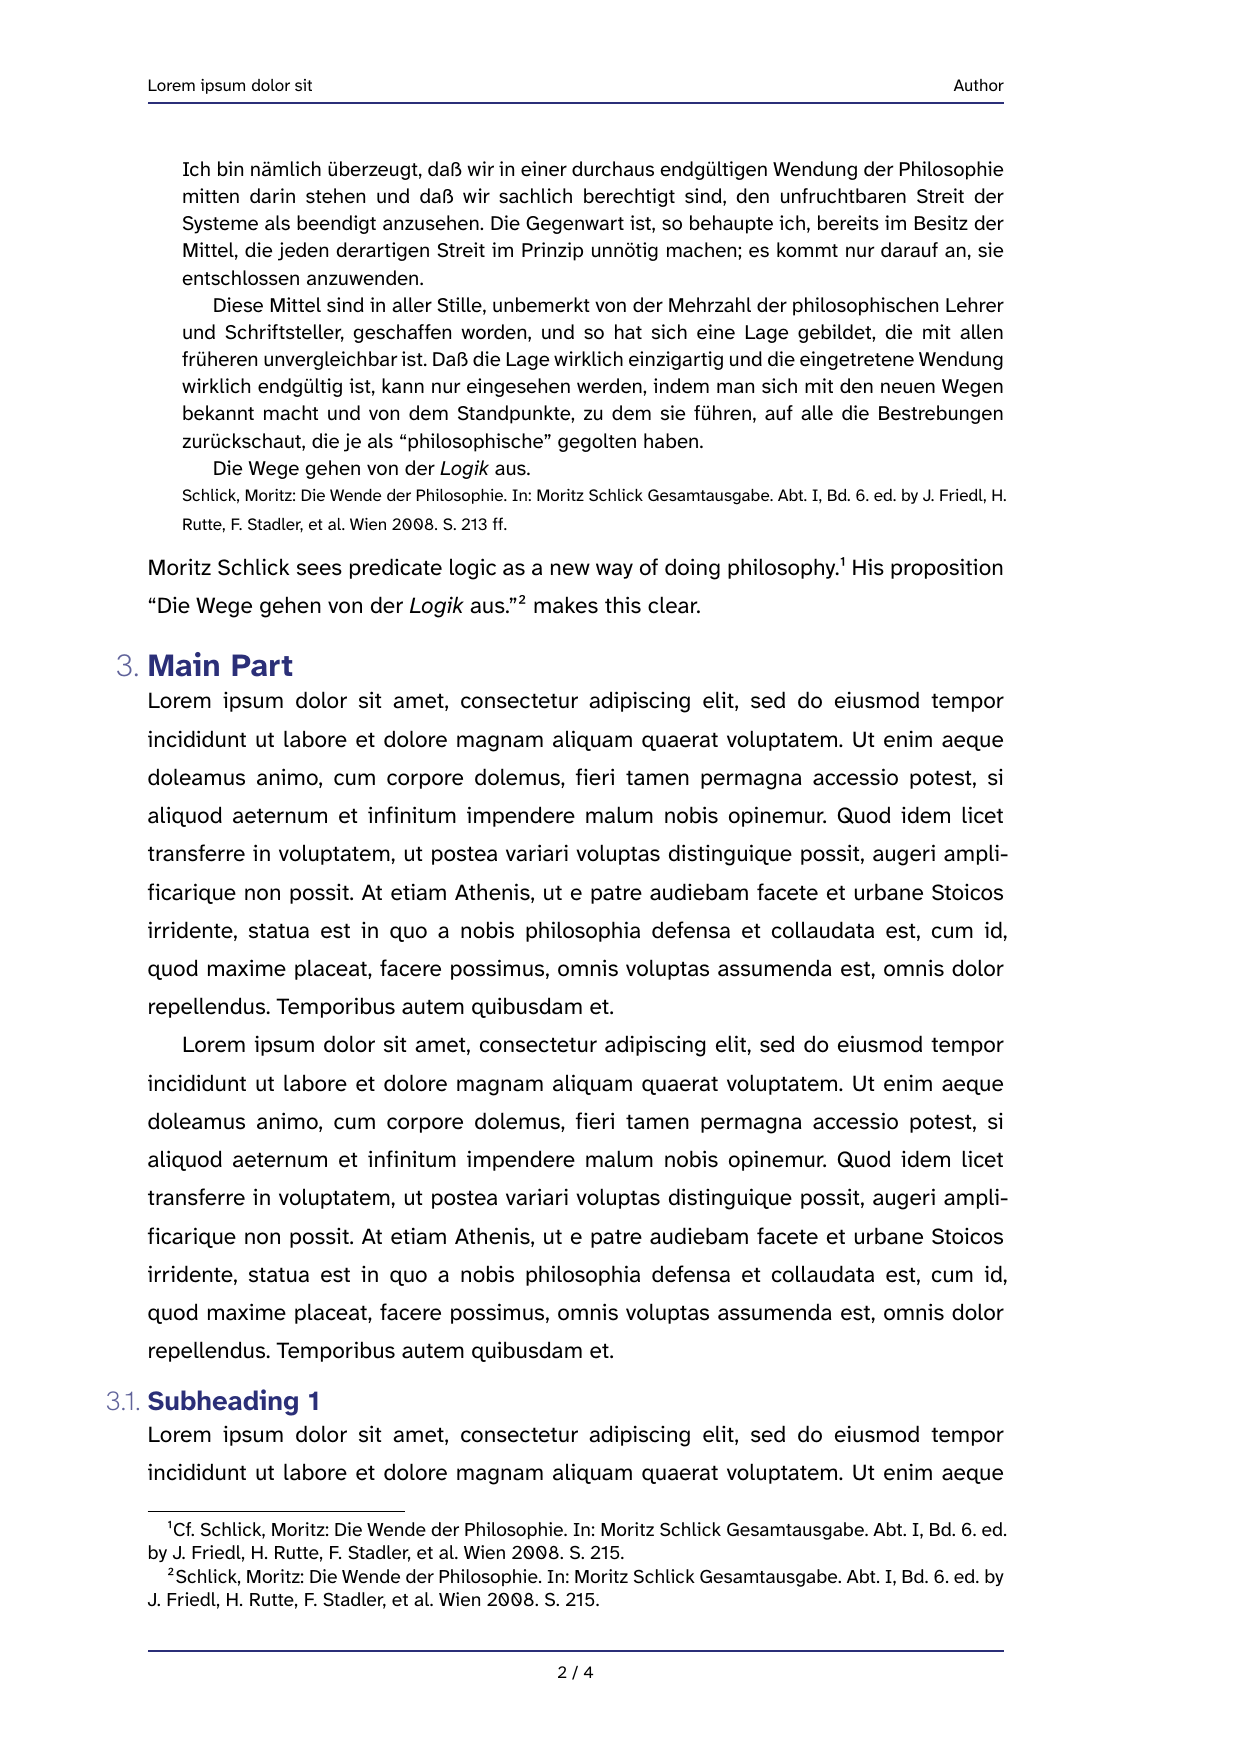 Lorem ipsum dolor sit Author
Ich bin nämlich überzeugt, daß wir in einer durchaus endgültigen Wendung der Philosophie
mitten darin stehen und daß wir sachlich berechtigt sind, den unfruchtbaren Streit der
Systeme als beendigt anzusehen. Die Gegenwart ist, so behaupte ich, bereits im Besitz der
Mittel, die jeden derartigen Streit im Prinzip unnötig machen; es kommt nur darauf an, sie
entschlossen anzuwenden.
Diese Mittel sind in aller Stille, unbemerkt von der Mehrzahl der philosophischen Lehrer
und Schriftsteller, geschaffen worden, und so hat sich eine Lage gebildet, die mit allen
früheren unvergleichbar ist. Daß die Lage wirklich einzigartig und die eingetretene Wendung
wirklich endgültig ist, kann nur eingesehen werden, indem man sich mit den neuen Wegen
bekannt macht und von dem Standpunkte, zu dem sie führen, auf alle die Bestrebungen
zurückschaut, die je als “philosophische” gegolten haben.
Die Wege gehen von der Logik aus.
Schlick, Moritz: Die Wende der Philosophie. In: Moritz Schlick Gesamtausgabe. Abt. I, Bd. 6. ed. by J. Friedl, H.
Rutte, F. Stadler, et al. Wien 2008. S. 213 ff.
Moritz Schlick sees predicate logic as a new way of doing philosophy.¹ His proposition
“Die Wege gehen von der Logik aus.”² makes this clear.
3. Main Part
Lorem ipsum dolor sit amet, consectetur adipiscing elit, sed do eiusmod tempor
incididunt ut labore et dolore magnam aliquam quaerat voluptatem. Ut enim aeque
doleamus animo, cum corpore dolemus, fieri tamen permagna accessio potest, si
aliquod aeternum et infinitum impendere malum nobis opinemur. Quod idem licet
transferre in voluptatem, ut postea variari voluptas distinguique possit, augeri ampli-
ficarique non possit. At etiam Athenis, ut e patre audiebam facete et urbane Stoicos
irridente, statua est in quo a nobis philosophia defensa et collaudata est, cum id,
quod maxime placeat, facere possimus, omnis voluptas assumenda est, omnis dolor
repellendus. Temporibus autem quibusdam et.
Lorem ipsum dolor sit amet, consectetur adipiscing elit, sed do eiusmod tempor
incididunt ut labore et dolore magnam aliquam quaerat voluptatem. Ut enim aeque
doleamus animo, cum corpore dolemus, fieri tamen permagna accessio potest, si
aliquod aeternum et infinitum impendere malum nobis opinemur. Quod idem licet
transferre in voluptatem, ut postea variari voluptas distinguique possit, augeri ampli-
ficarique non possit. At etiam Athenis, ut e patre audiebam facete et urbane Stoicos
irridente, statua est in quo a nobis philosophia defensa et collaudata est, cum id,
quod maxime placeat, facere possimus, omnis voluptas assumenda est, omnis dolor
repellendus. Temporibus autem quibusdam et.
3.1. Subheading 1
Lorem ipsum dolor sit amet, consectetur adipiscing elit, sed do eiusmod tempor
incididunt ut labore et dolore magnam aliquam quaerat voluptatem. Ut enim aeque
¹Cf. Schlick, Moritz: Die Wende der Philosophie. In: Moritz Schlick Gesamtausgabe. Abt. I, Bd. 6. ed.
by J. Friedl, H. Rutte, F. Stadler, et al. Wien 2008. S. 215.
²Schlick, Moritz: Die Wende der Philosophie. In: Moritz Schlick Gesamtausgabe. Abt. I, Bd. 6. ed. by
J. Friedl, H. Rutte, F. Stadler, et al. Wien 2008. S. 215.
2 / 4